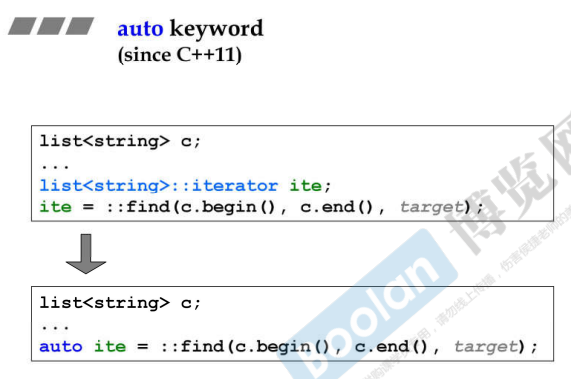 auto keyword
(since C++11)
list<string> c;
...
list<string>::iterator ite;
ite = ::find(c.begin(), c.end(), target);
list<string> c;
...
auto ite = ::find(c.begin(), c.end(), target);
Boolan
博览网